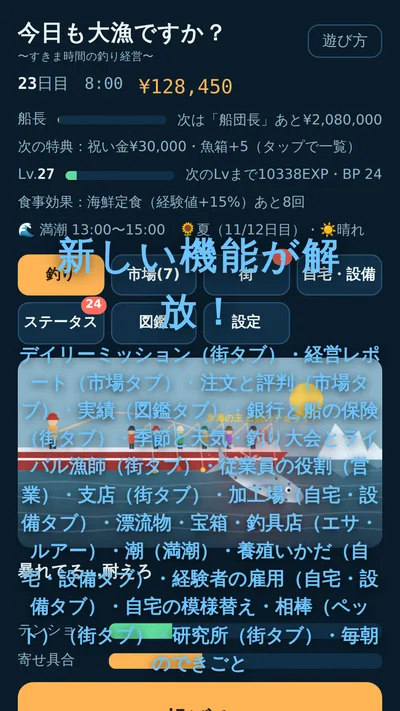 今日も大漁ですか？
遊び方
〜すきま時間の釣り経営〜
23日目 8:00 ¥128,450
船長 次は「船団長」あと¥2,080,000
次の特典：祝い金¥30,000・魚箱+5（タップで一覧）
Lv.27 次のLvまで10338EXP・BP 24
食事効果：海鮮定食（経験値+15%）あと8回
🌊 満潮 13:00〜15:00 🌻夏（11/12日目）・☀️晴れ
新しい機能が解
放！
釣り 市場(7) 街 自宅・設備
24
ステータス 図鑑 設定
デイリーミッション（街タブ）・経営レポ
ート（市場タブ）・注文と評判（市場タ
ブ）・実績（図鑑タブ）・銀行と船の保険
（街タブ）・季節と天気・釣り大会とライ
バル漁師（街タブ）・従業員の役割（営
業）・支店（街タブ）・加工場（自宅・設
備タブ）・漂流物・宝箱・釣具店（エサ・
ルアー）・潮（満潮）・養殖いかだ（自
宅・設備タブ）・経験者の雇用（自宅・設
備タブ）・自宅の模様替え・相棒（ペッ
ト）（街タブ）・研究所（街タブ）・毎朝
のできごと
暴れてる、耐えろ
テンション
寄せ具合